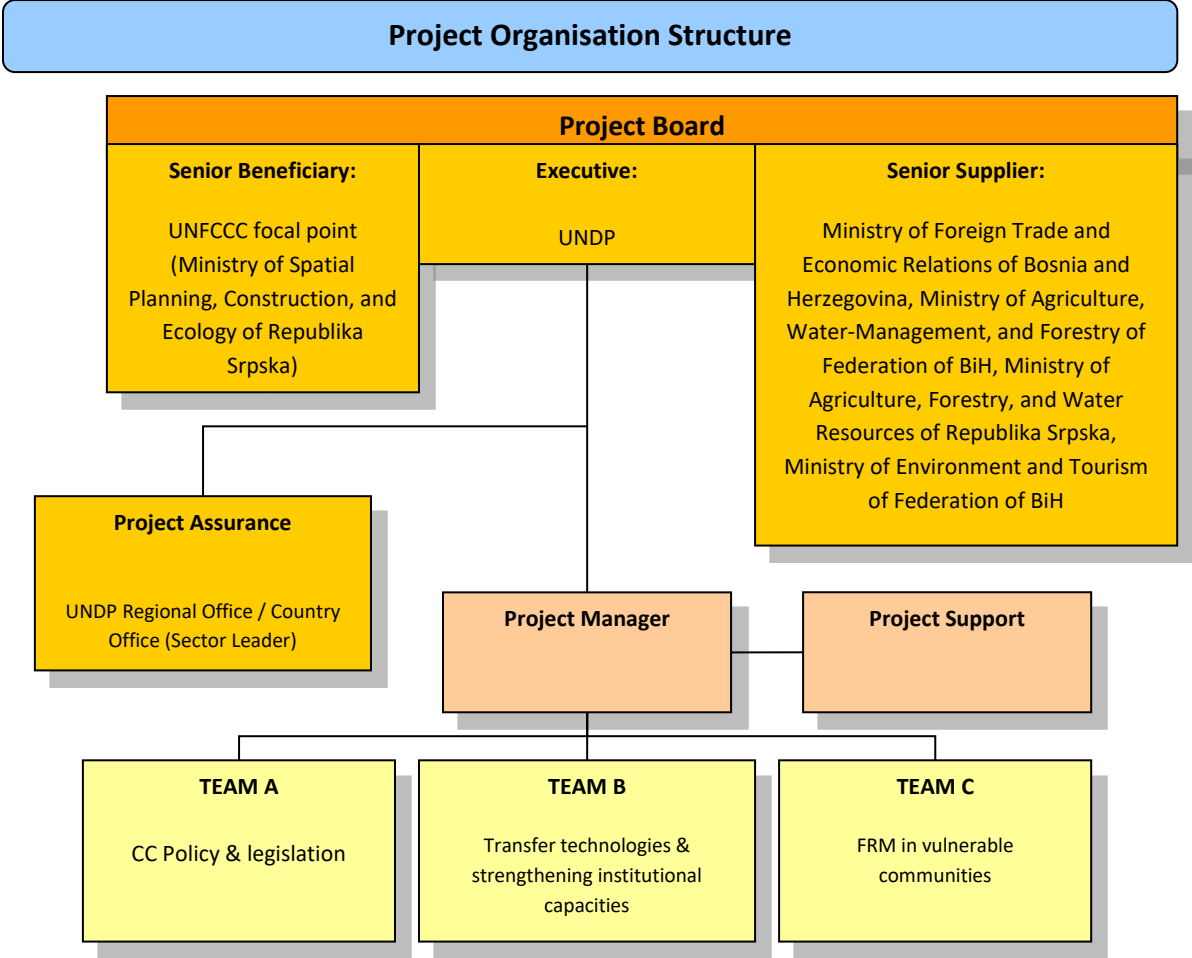 Project Organisation Structure
Project Board
Senior Beneficiary:
UNFCCC focal point
(Ministry of Spatial
Planning, Construction, and
Ecology of Republika
Srpska)
Executive:
UNDP
Senior Supplier:
Ministry of Foreign Trade and
Economic Relations of Bosnia and
Herzegovina, Ministry of Agriculture,
Water-Management, and Forestry of
Federation of BiH, Ministry of
Agriculture, Forestry, and Water
Resources of Republika Srpska,
Ministry of Environment and Tourism
of Federation of BiH
Project Assurance
UNDP Regional Office / Country
Office (Sector Leader)
Project Manager
Project Support
TEAM A
CC Policy & legislation
TEAM B
Transfer technologies &
strengthening institutional
capacities
TEAM C
FRM in vulnerable
communities